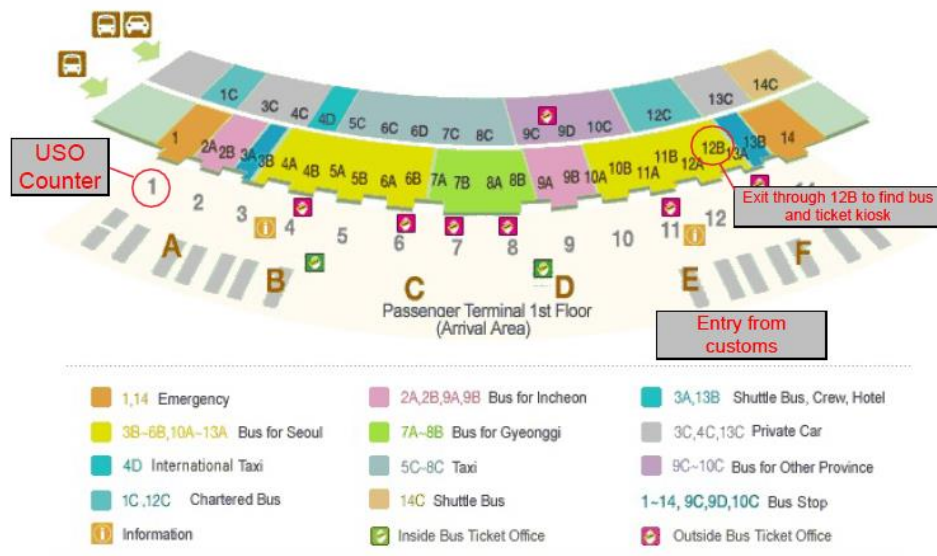 1C
3C
4C
4D
5C
6C
6D
7C
8C
9C
9D
10C
12C
13C
14C
1
2A
2B
3A
3B
4A
4B
5A
5B
6A
6B
7A
7B
8A
8B
9A
9B
10A
10B
11A
11B
12A
12B
13A
13B
14
USO
Counter
1
2
3
4
5
6
7
8
9
10
11
12
Exit through 12B to find bus
and ticket kiosk
A
B
C
D
E
F
Passenger Terminal 1st Floor
(Arrival Area)
Entry from
customs
1,14 Emergency
2A,2B,9A,9B Bus for Incheon
3A,13B Shuttle Bus, Crew, Hotel
3B~6B,10A~13A Bus for Seoul
7A~8B Bus for Gyeonggi
3C,4C,13C Private Car
4D International Taxi
5C~8C Taxi
9C~10C Bus for Other Province
1C,12C Chartered Bus
14C Shuttle Bus
1~14, 9C,9D,10C Bus Stop
Information
Inside Bus Ticket Office
Outside Bus Ticket Office